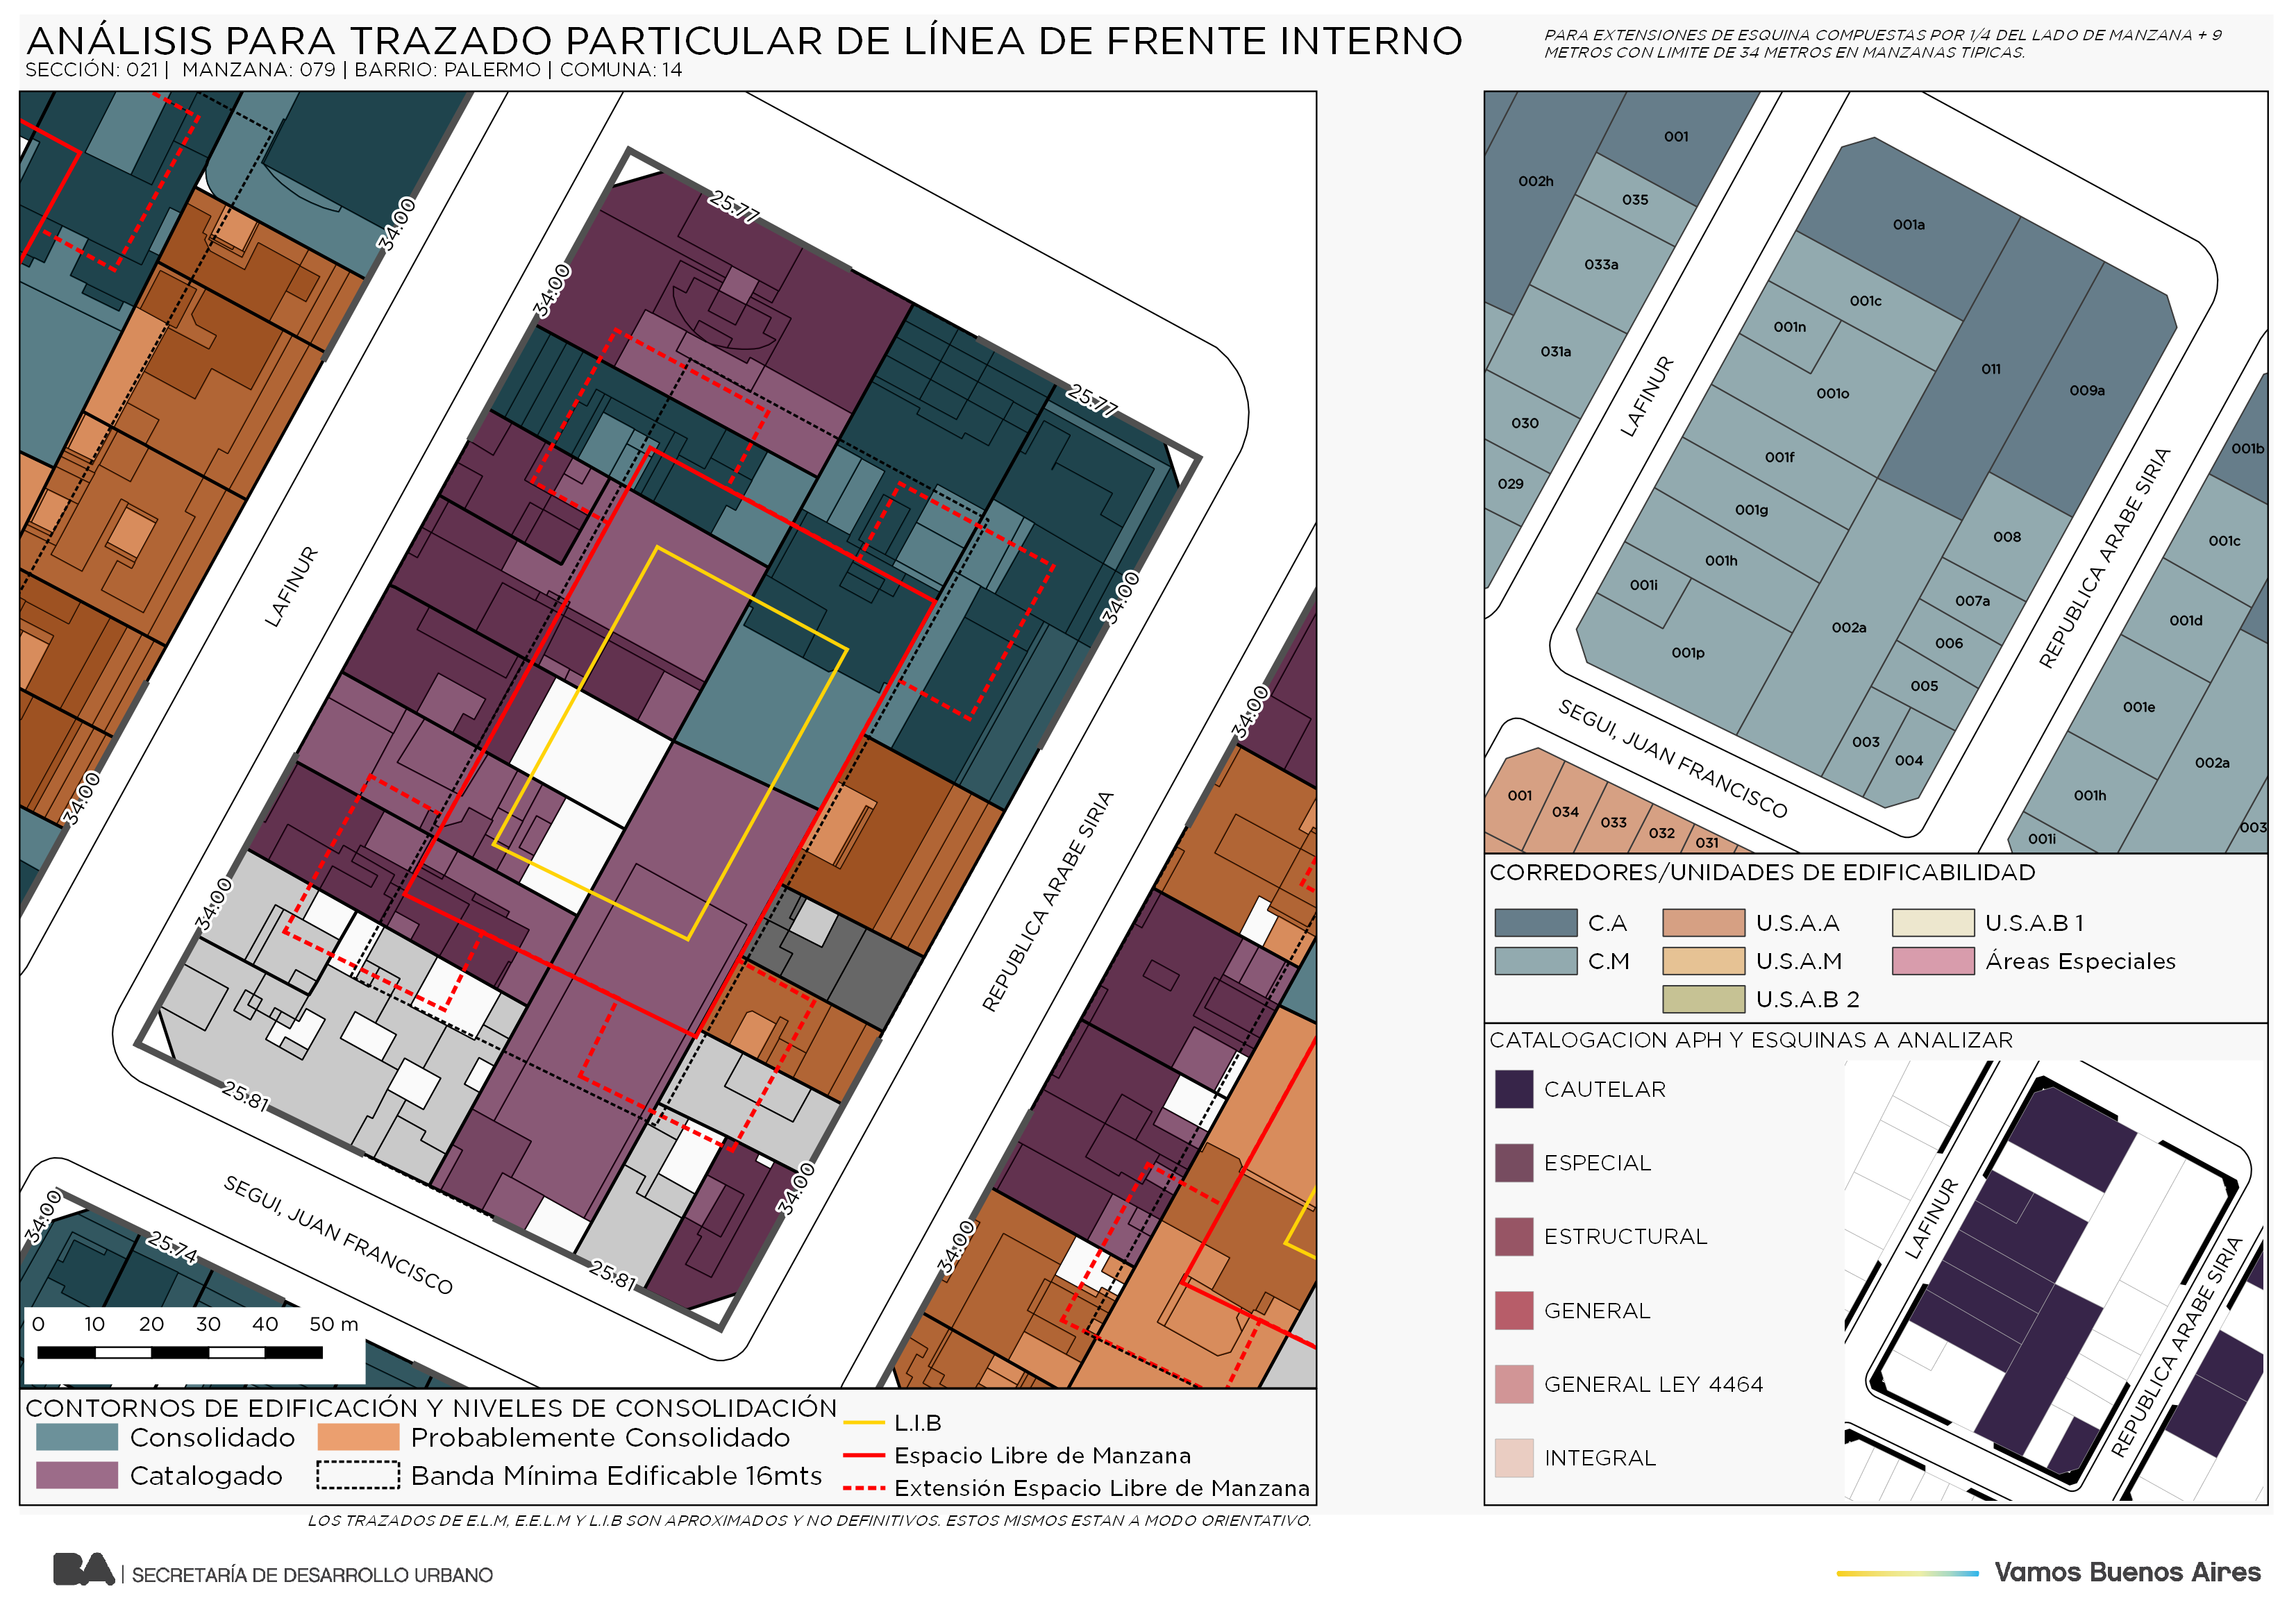 ANÁLISIS PARA TRAZADO PARTICULAR DE LÍNEA DE FRENTE INTERNO
SECCIÓN: 021 | MANZANA: 079 | BARRIO: PALERMO | COMUNA: 14
PARA EXTENSIONES DE ESQUINA COMPUESTAS POR 1/4 DEL LADO DE MANZANA + 9
METROS CON LIMITE DE 34 METROS EN MANZANAS TIPICAS.
34:00
25.77
34:00
25.77
LAFINUR
34:00
34:00
34:00
REPUBLICA ARABE SIRIA
34:00
25.81
34:00
SEGUI, JUAN FRANCISCO
25.81
34:00
25.74
34:00
0 10 20 30 40 50 m
001
002h
035
033a
031a
030
029
LAFINUR
001a
001c
001n
001o
011
009a
001f
001g
001h
001i
001p
002a
008
007a
006
005
003
004
REPUBLICA ARABE SIRIA
001b
001c
001d
001e
002a
001h
001i
003
SEGUI, JUAN FRANCISCO
001
034
033
032
031
CORREDORES/UNIDADES DE EDIFICABILIDAD
C.A
U.S.A.A
U.S.A.B 1
C.M
U.S.A.M
Áreas Especiales
U.S.A.B 2
CATALOGACION APH Y ESQUINAS A ANALIZAR
CAUTELAR
ESPECIAL
ESTRUCTURAL
GENERAL
GENERAL LEY 4464
INTEGRAL
LAFINUR
REPUBLICA ARABE SIRIA
CONTORNOS DE EDIFICACIÓN Y NIVELES DE CONSOLIDACIÓN
Consolidado
Probablemente Consolidado
Catalogado
Banda Mínima Edificable 16mts
L.I.B
Espacio Libre de Manzana
Extensión Espacio Libre de Manzana
LOS TRAZADOS DE E.L.M, E.E.L.M Y L.I.B SON APROXIMADOS Y NO DEFINITIVOS. ESTOS MISMOS ESTAN A MODO ORIENTATIVO.
BA | SECRETARÍA DE DESARROLLO URBANO
Vamos Buenos Aires